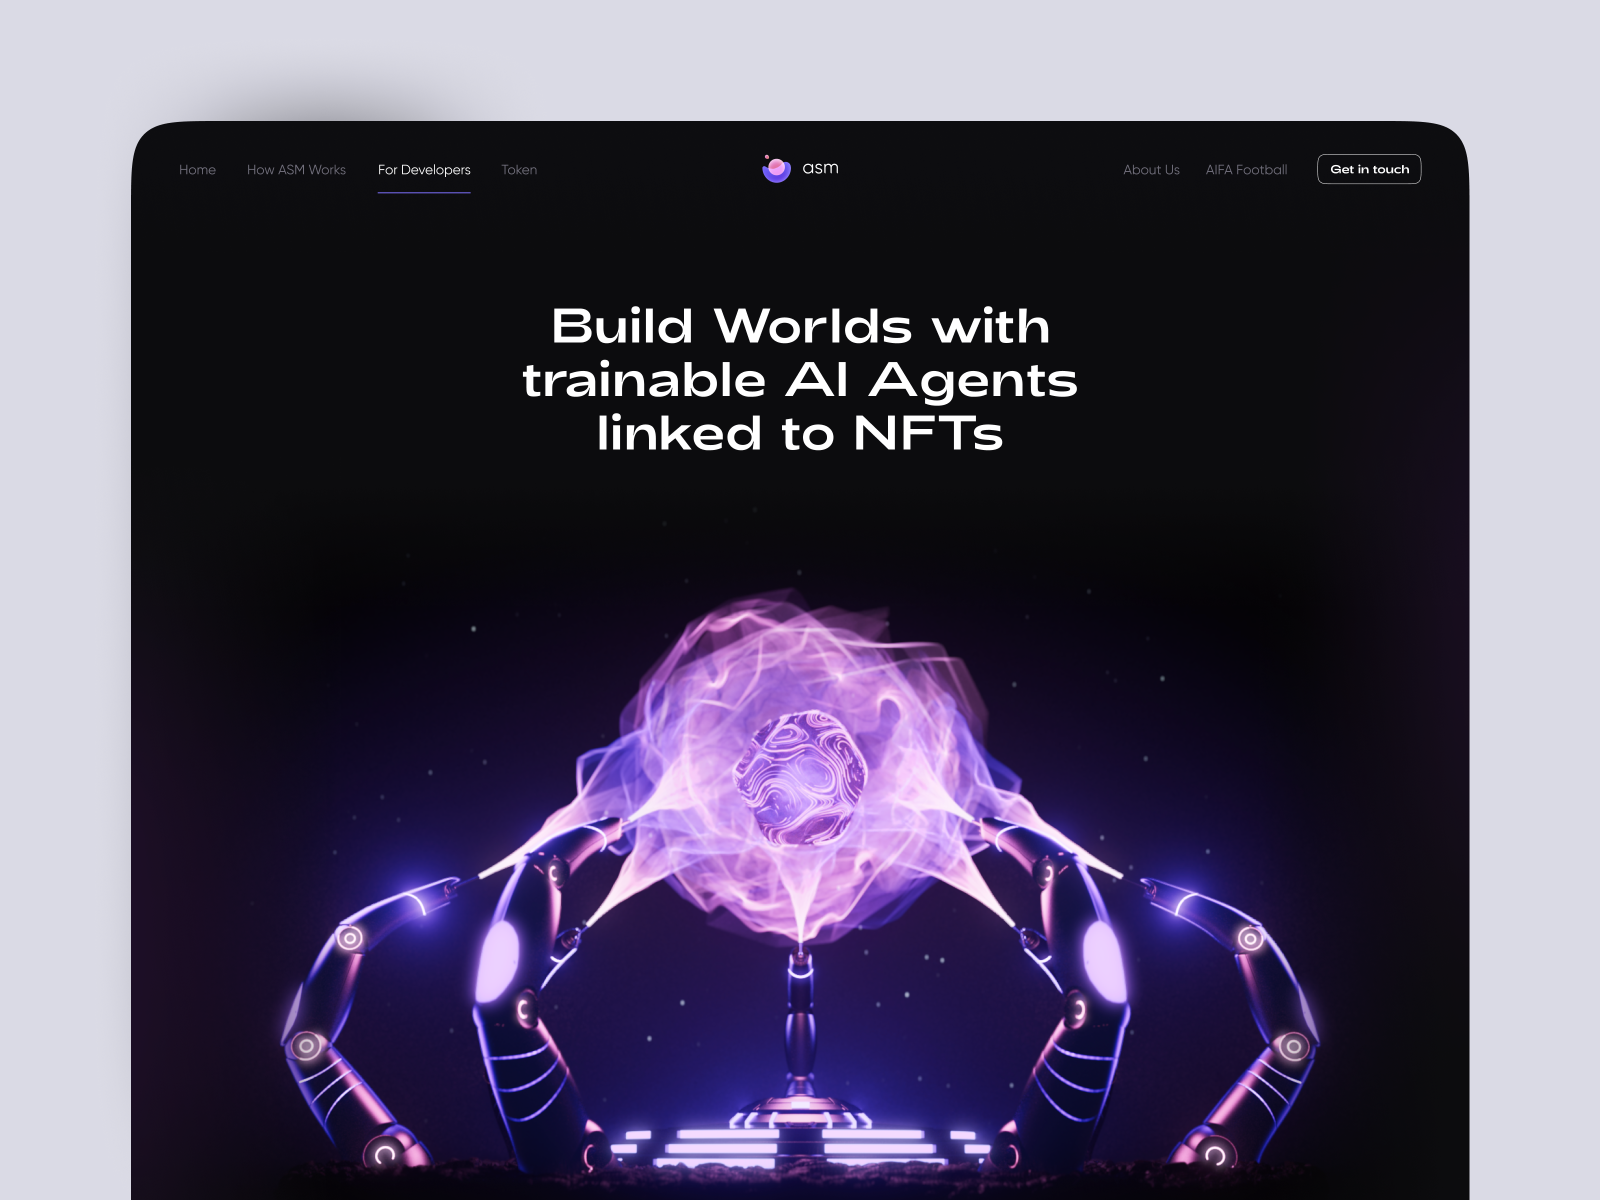 Home How ASM Works For Developers Token asm About Us AIFA Football Get in touch
Build Worlds with
trainable AI Agents
linked to NFTs